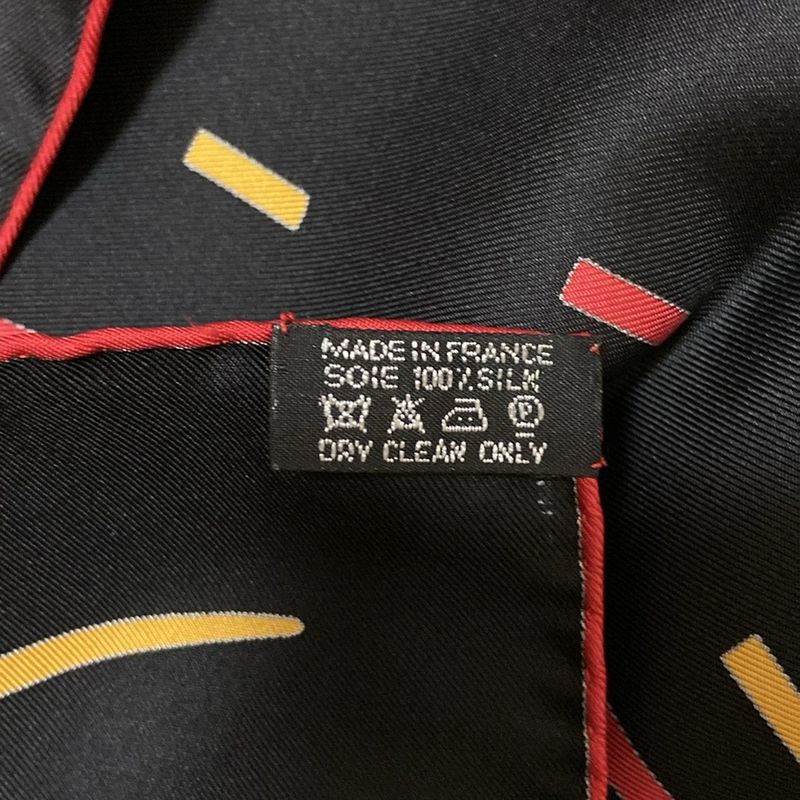 MADE IN FRANCE
SOIE 100% SILK
P
DRY CLEAN ONLY